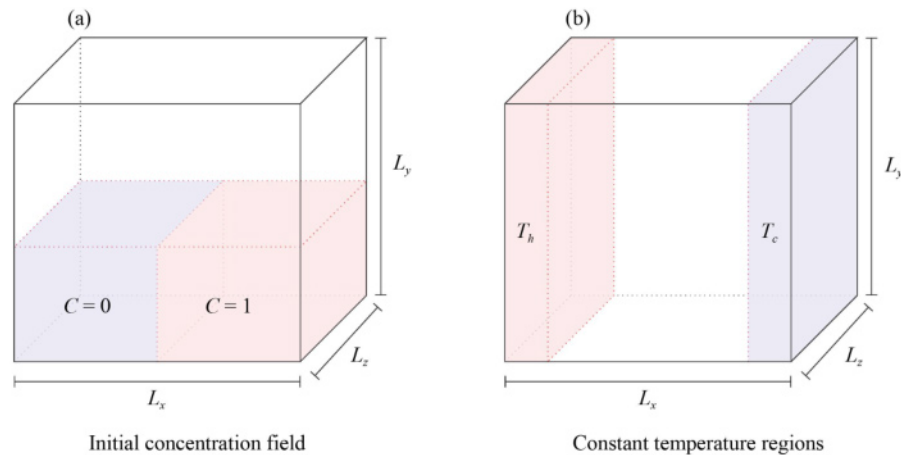 (a)
L_y
C = 0
C = 1
L_z
L_x
Initial concentration field
(b)
L_y
T_h
T_c
L_z
L_x
Constant temperature regions